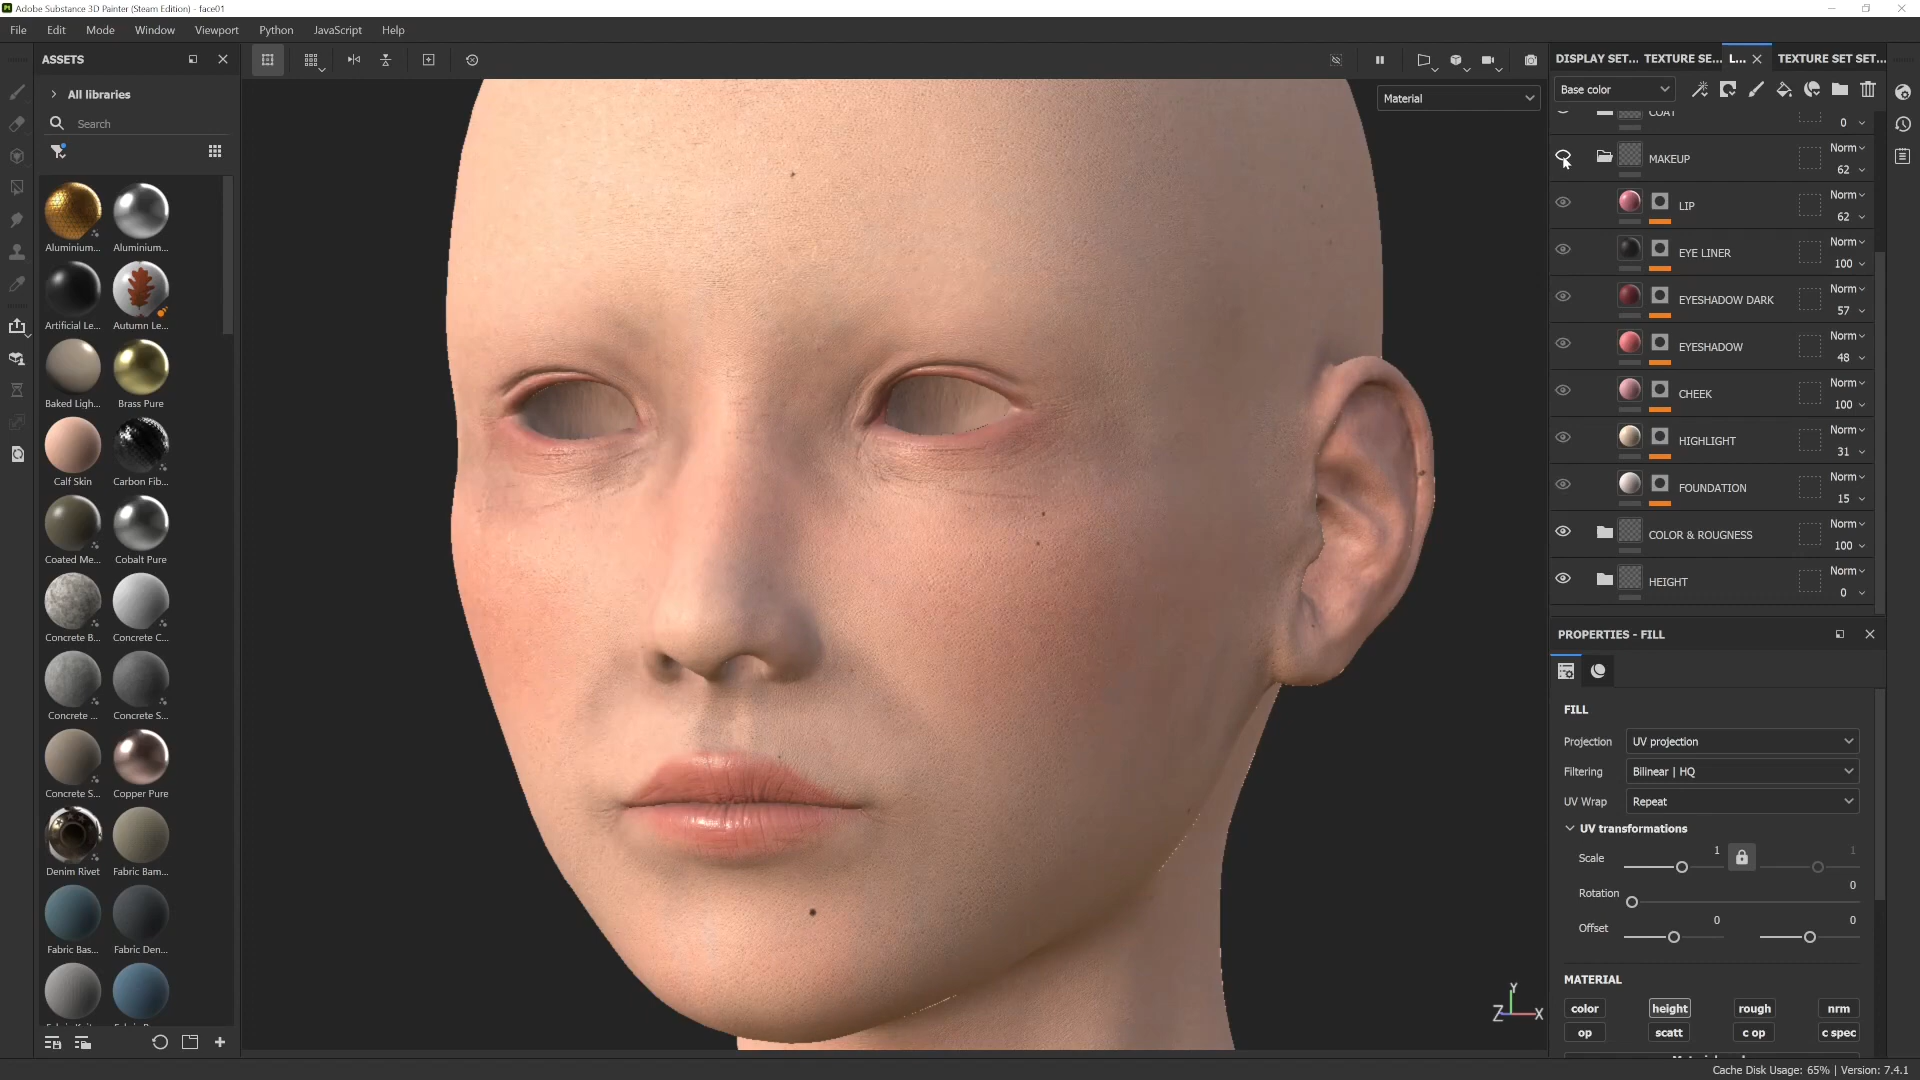 Adobe Substance 3D Painter (Steam Edition) - face01
File Edit Mode Window Viewport Python JavaScript Help
ASSETS
All libraries
Search
Aluminium... Aluminium...
Artificial Le... Autumn Le...
Baked Ligh... Brass Pure
Calf Skin Carbon Fib...
Coated Me... Cobalt Pure
Concrete B... Concrete C...
Concrete ... Concrete S...
Concrete S... Copper Pure
Denim Rivet Fabric Bam...
Fabric Bas... Fabric Den...
Material
Y
Z X
DISPLAY SET... TEXTURE SE... L... TEXTURE SET SET...
Base color
COAT
0
MAKEUP Norm
62
LIP Norm
62
EYE LINER Norm
100
EYESHADOW DARK Norm
57
EYESHADOW Norm
48
CHEEK Norm
100
HIGHLIGHT Norm
31
FOUNDATION Norm
15
COLOR & ROUGNESS Norm
100
HEIGHT Norm
0
PROPERTIES - FILL
FILL
Projection UV projection
Filtering Bilinear | HQ
UV Wrap Repeat
UV transformations
Scale 1 1
Rotation 0
Offset 0 0
MATERIAL
color height rough nrm
op scatt c op c spec
Cache Disk Usage: 65% | Version: 7.4.1